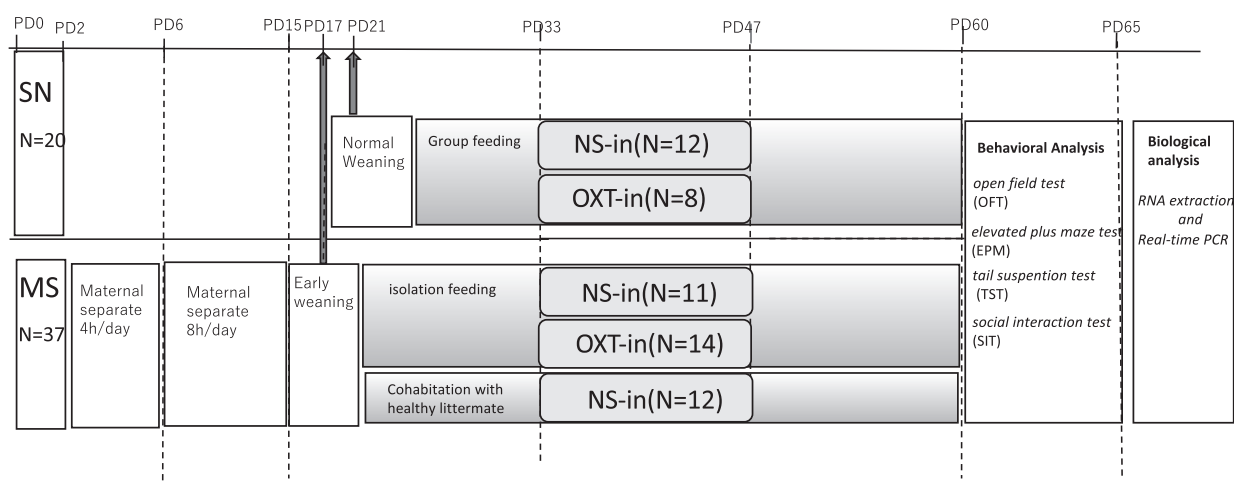 PD0
PD2
PD6
PD15
PD17
PD21
PD33
PD47
PD60
PD65
SN
N=20
Normal
Weaning
Group feeding
NS-in(N=12)
OXT-in(N=8)
MS
N=37
Maternal
separate
4h/day
Maternal
separate
8h/day
Early
weaning
isolation feeding
NS-in(N=11)
OXT-in(N=14)
Cohabitation with
healthy littermate
NS-in(N=12)
Behavioral Analysis
open field test
(OFT)
elevated plus maze test
(EPM)
tail suspention test
(TST)
social interaction test
(SIT)
Biological
analysis
RNA extraction
and
Real-time PCR